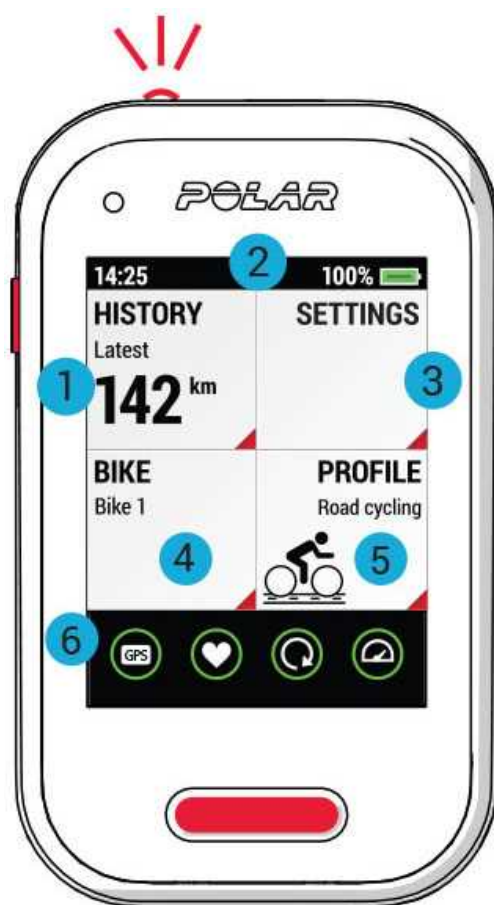 POLAR
2
14:25 100%
HISTORY SETTINGS
Latest
1 142 km 3
BIKE PROFILE
Bike 1 Road cycling
4 5
6 GPS